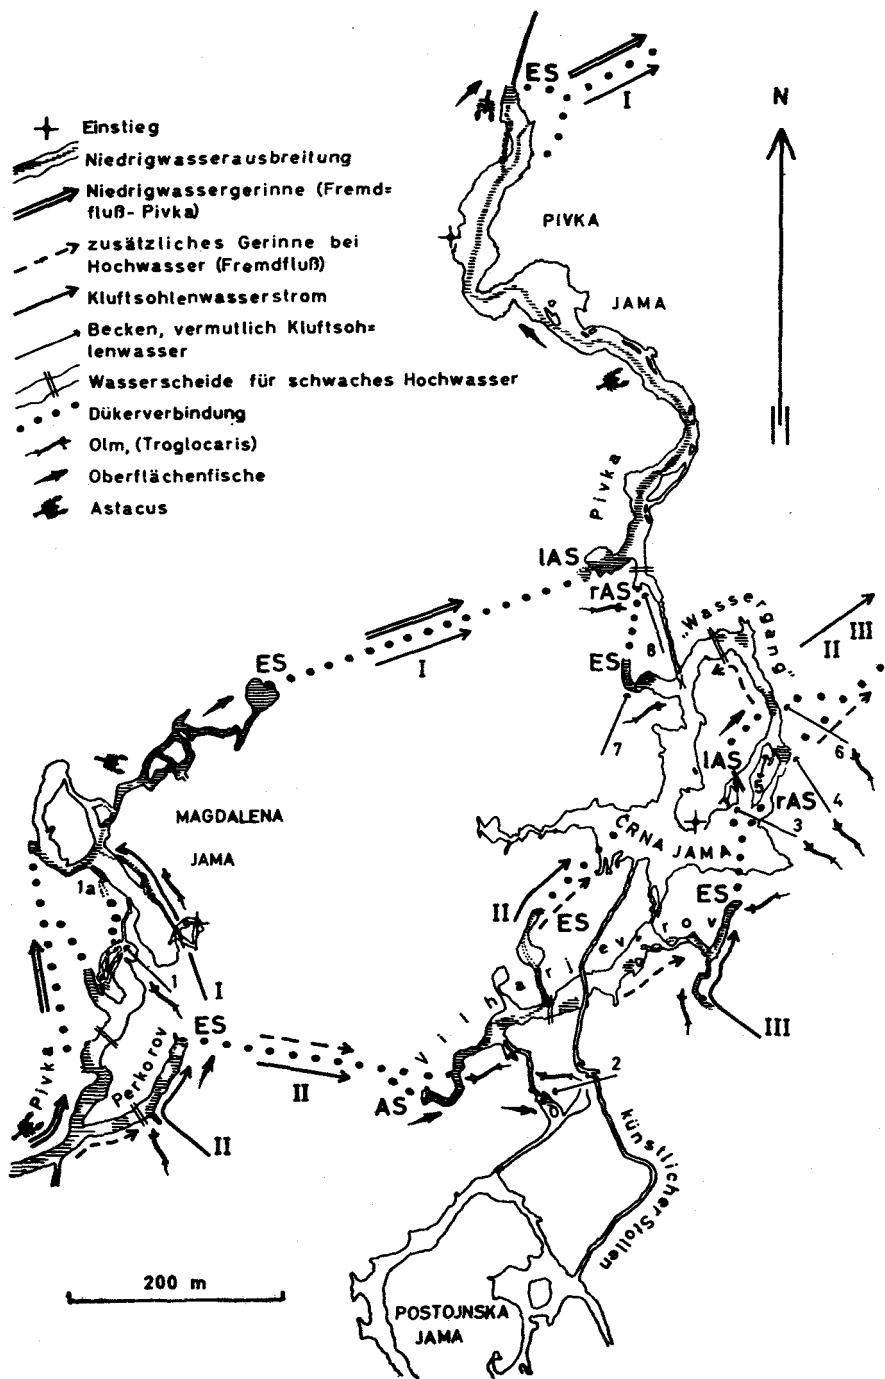 ES
I
N
Einstieg
Niedrigwasserausbreitung
Niedrigwassergerinne (Fremd=
fluß-Pivka)
zusätzliches Gerinne bei
Hochwasser (Fremdfluß)
Kluftsohlenwasserstrom
Becken, vermutlich Kluftsoh=
lenwasser
Wasserscheide für schwaches Hochwasser
Dükerverbindung
Olm, (Troglocaris)
Oberflächenfische
Astacus
PIVKA
JAMA
Pivka
lAS
rAS
„Wassergang"
II
III
8
ES
ES
I
7
lAS
6
5
rAS
4
3
MAGDALENA
JAMA
ČRNA JAMA
1a
II
ES
ES
1
I
Vilharjev rov
III
ES
II
Pivka
Perkorov
AS
2
II
künstlicher Stollen
200 m
POSTOJNSKA
JAMA